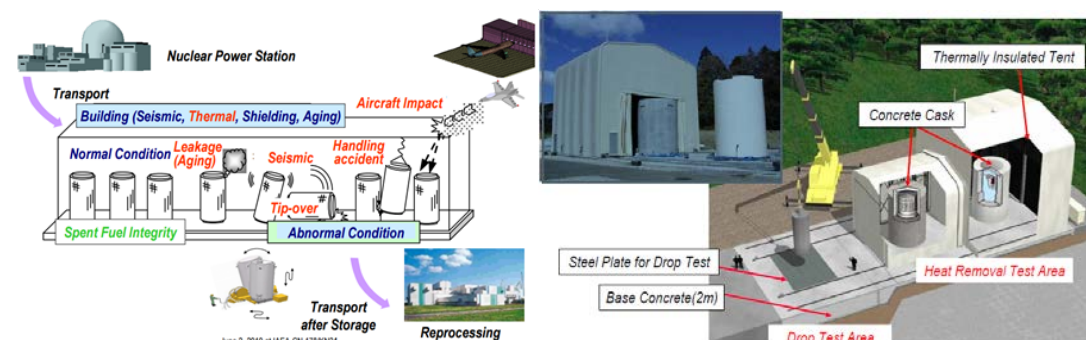 Nuclear Power Station
Transport
Building (Seismic, Thermal, Shielding, Aging)
Aircraft Impact
Normal Condition
Leakage
(Aging)
Seismic
Handling
accident
Tip-over
Spent Fuel Integrity
Abnormal Condition
Transport
after Storage
Reprocessing
Thermally Insulated Tent
Concrete Cask
Steel Plate for Drop Test
Base Concrete(2m)
Heat Removal Test Area
Drop Test Area